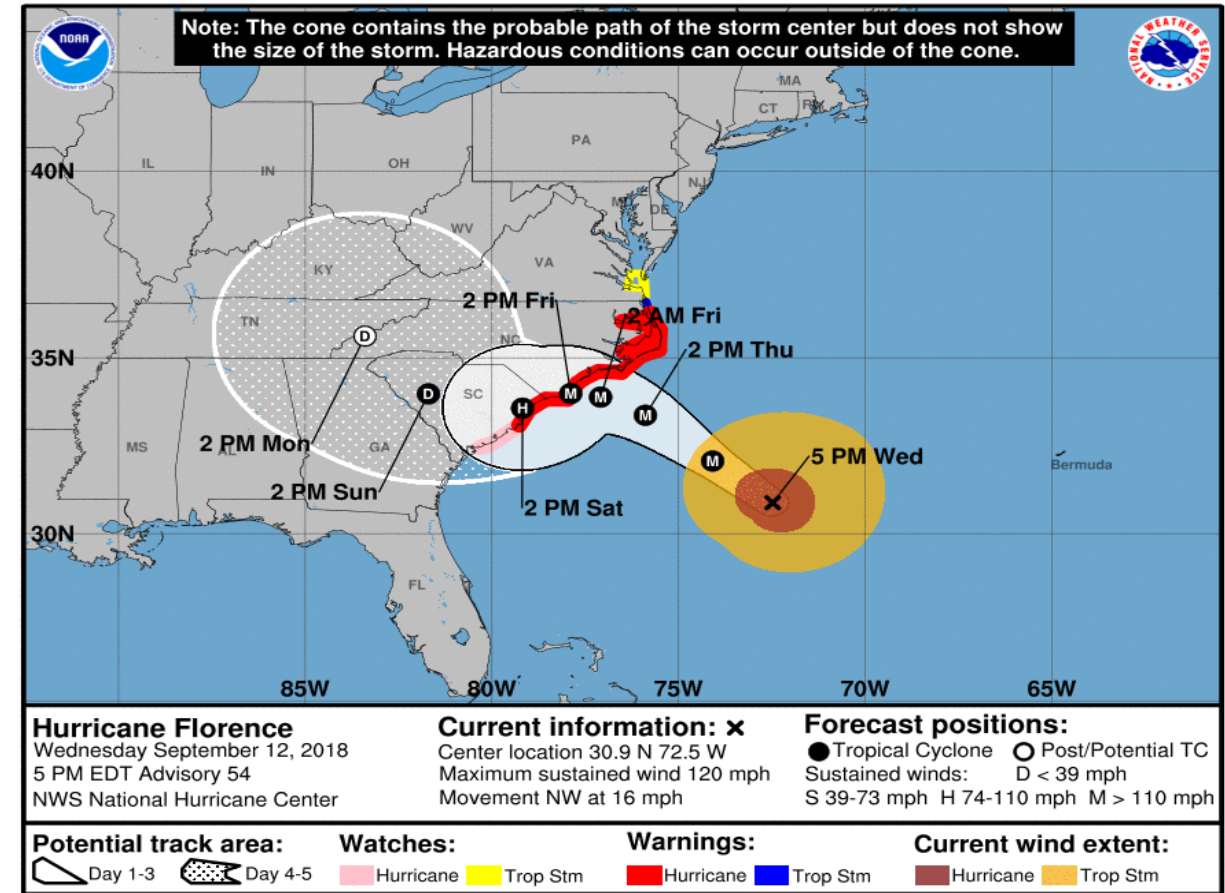 Note: The cone contains the probable path of the storm center but does not show
the size of the storm. Hazardous conditions can occur outside of the cone.
NOAA
NATIONAL WEATHER SERVICE
MA
CT
PA
40N
IL
IN
OH
NJ
DE
WV
VA
KY
2 PM Fri
2 AM Fri
TN
D
NC
35N
2 PM Thu
D
SC
H
M
M
M
2 PM Mon
MS
AL
GA
M
5 PM Wed
Bermuda
2 PM Sun
2 PM Sat
30N
FL
85W
80W
75W
70W
65W
Hurricane Florence
Wednesday September 12, 2018
5 PM EDT Advisory 54
NWS National Hurricane Center
Current information: ×
Center location 30.9 N 72.5 W
Maximum sustained wind 120 mph
Movement NW at 16 mph
Forecast positions:
Tropical Cyclone Post/Potential TC
Sustained winds: D < 39 mph
S 39-73 mph H 74-110 mph M > 110 mph
Potential track area:
Day 1-3 Day 4-5
Watches:
Hurricane Trop Stm
Warnings:
Hurricane Trop Stm
Current wind extent:
Hurricane Trop Stm